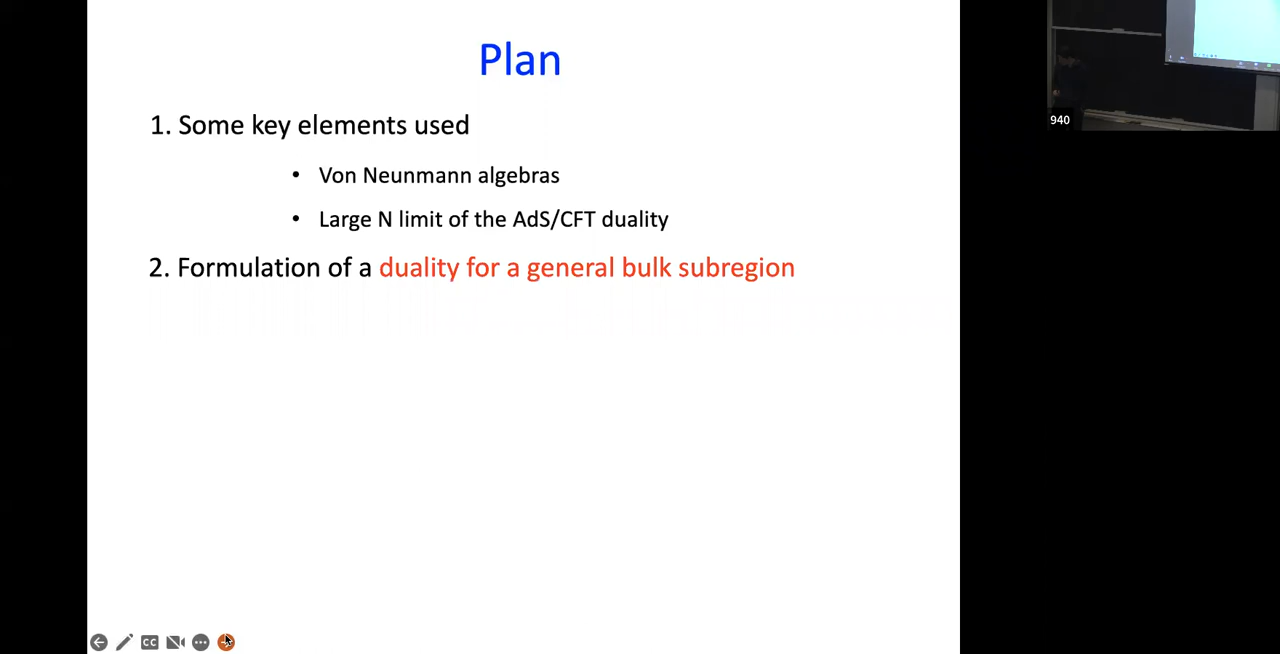 Plan
1. Some key elements used
• Von Neunmann algebras
• Large N limit of the AdS/CFT duality
2. Formulation of a duality for a general bulk subregion
940
CC